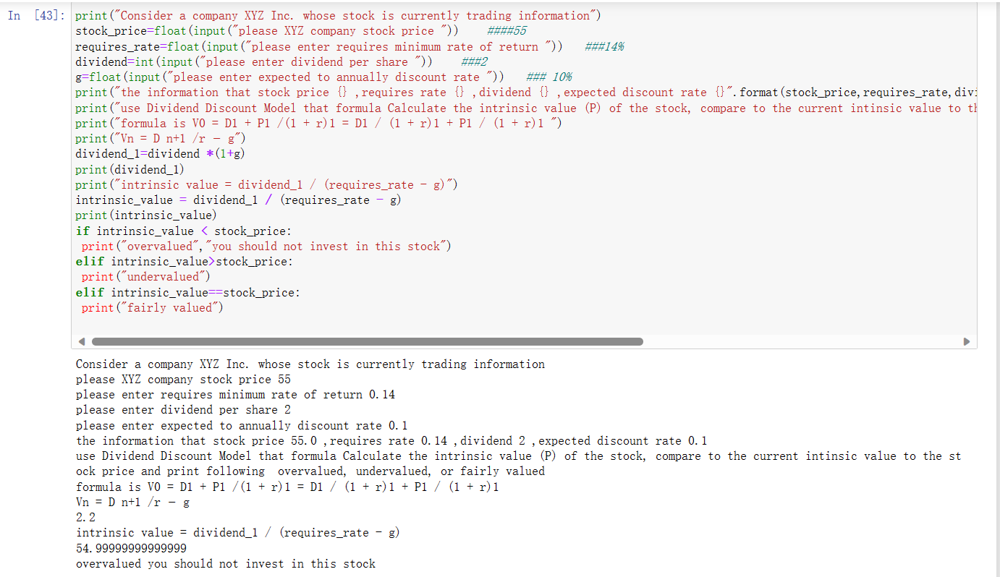 In [43]: print("Consider a company XYZ Inc. whose stock is currently trading information")
stock_price=float(input("please XYZ company stock price ")) ####55
requires_rate=float(input("please enter requires minimum rate of return ")) ###14%
dividend=int(input("please enter dividend per share ")) ###2
g=float(input("please enter expected to annually discount rate ")) ### 10%
print("the information that stock price {} ,requires rate {} ,dividend {} ,expected discount rate {}".format(stock_price,requires_rate,divi
print("use Dividend Discount Model that formula Calculate the intrinsic value (P) of the stock, compare to the current intinsic value to th
print("formula is V0 = D1 + P1 /(1 + r)1 = D1 / (1 + r)1 + P1 / (1 + r)1 ")
print("Vn = D n+1 /r - g")
dividend_1=dividend *(1+g)
print(dividend_1)
print("intrinsic value = dividend_1 / (requires_rate - g)")
intrinsic_value = dividend_1 / (requires_rate - g)
print(intrinsic_value)
if intrinsic_value < stock_price:
print("overvalued","you should not invest in this stock")
elif intrinsic_value>stock_price:
print("undervalued")
elif intrinsic_value==stock_price:
print("fairly valued")
Consider a company XYZ Inc. whose stock is currently trading information
please XYZ company stock price 55
please enter requires minimum rate of return 0.14
please enter dividend per share 2
please enter expected to annually discount rate 0.1
the information that stock price 55.0 ,requires rate 0.14 ,dividend 2 ,expected discount rate 0.1
use Dividend Discount Model that formula Calculate the intrinsic value (P) of the stock, compare to the current intinsic value to the st
ock price and print following  overvalued, undervalued, or fairly valued
formula is V0 = D1 + P1 /(1 + r)1 = D1 / (1 + r)1 + P1 / (1 + r)1
Vn = D n+1 /r - g
2.2
intrinsic value = dividend_1 / (requires_rate - g)
54.99999999999999
overvalued you should not invest in this stock